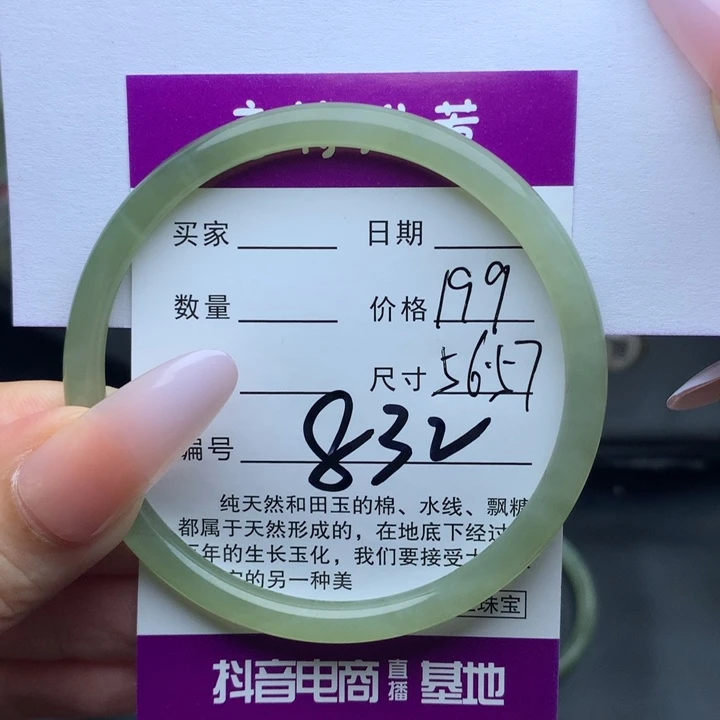 荐
买家 日期
数量 价格 199
尺寸 56.57
编号 832
纯天然和田玉的棉、水线、飘糖
都属于天然形成的，在地底下经过
年的生长玉化，我们要接受
的另一种美
珠宝
抖音电商直播基地